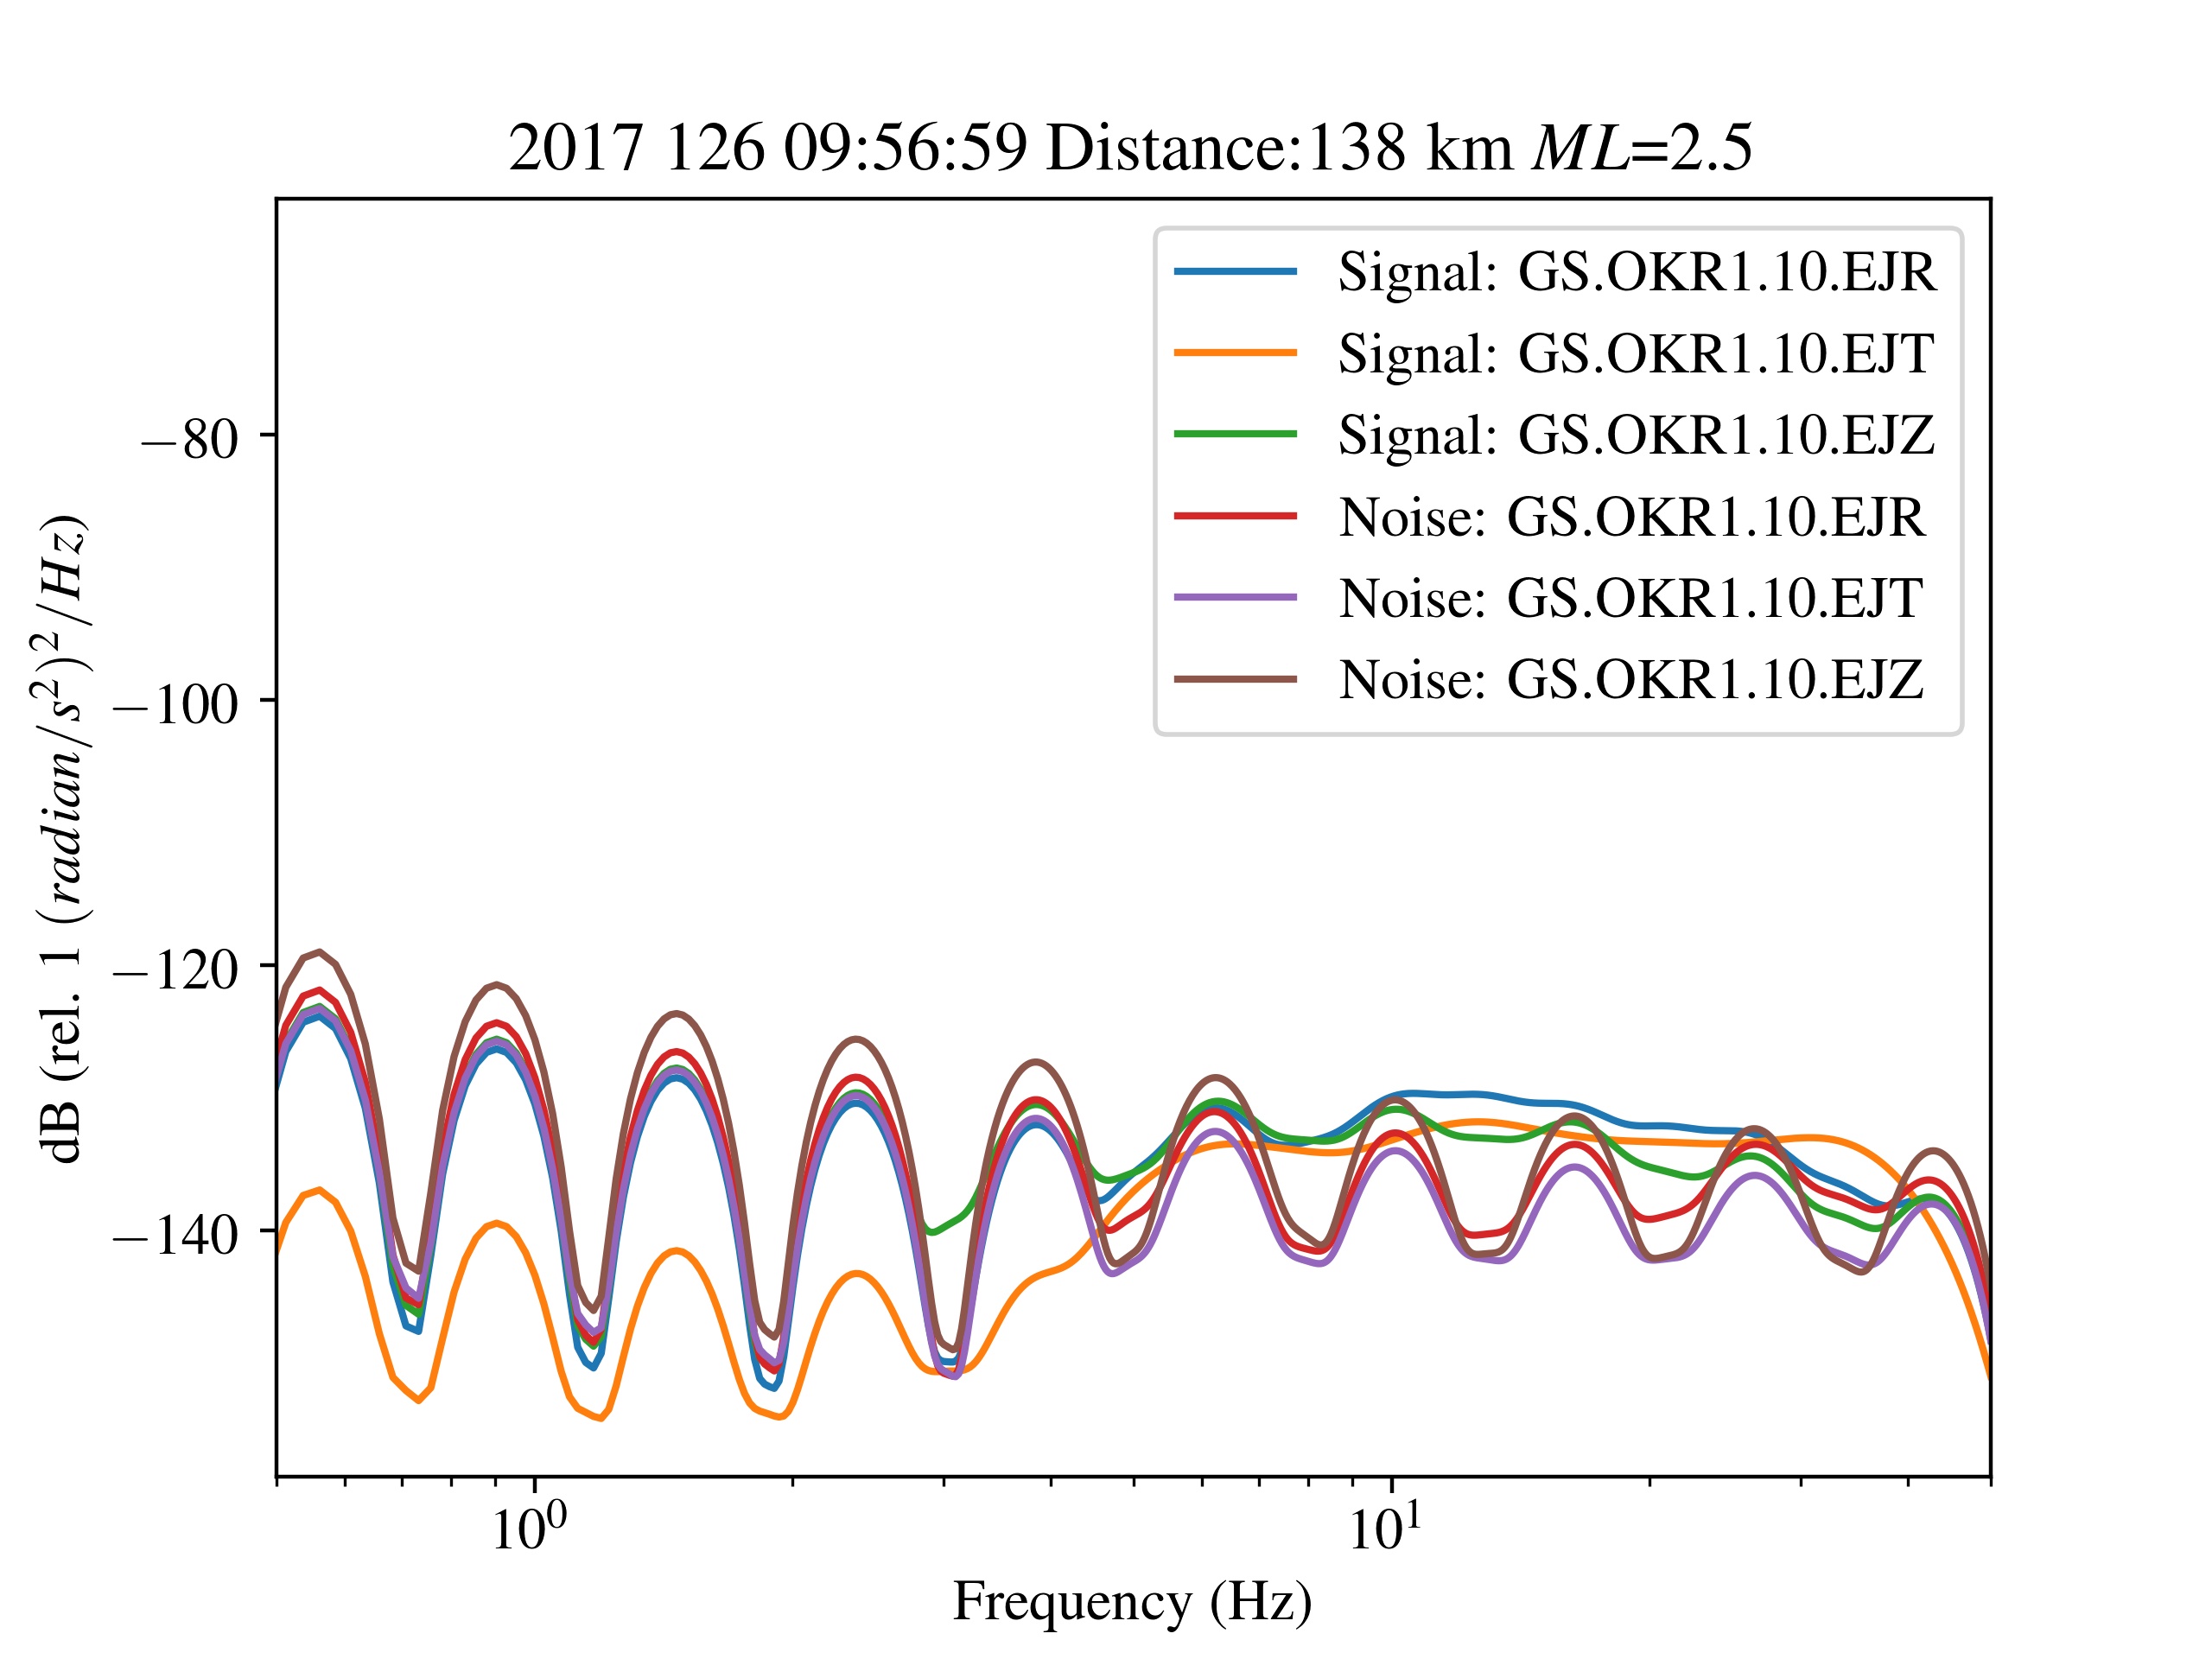 2017 126 09:56:59 Distance:138 km ML=2.5
Signal: GS.OKR1.10.EJR
Signal: GS.OKR1.10.EJT
Signal: GS.OKR1.10.EJZ
Noise: GS.OKR1.10.EJR
Noise: GS.OKR1.10.EJT
Noise: GS.OKR1.10.EJZ
dB (rel. 1 (radian/s²)²/Hz)
−80
−100
−120
−140
10⁰
10¹
Frequency (Hz)